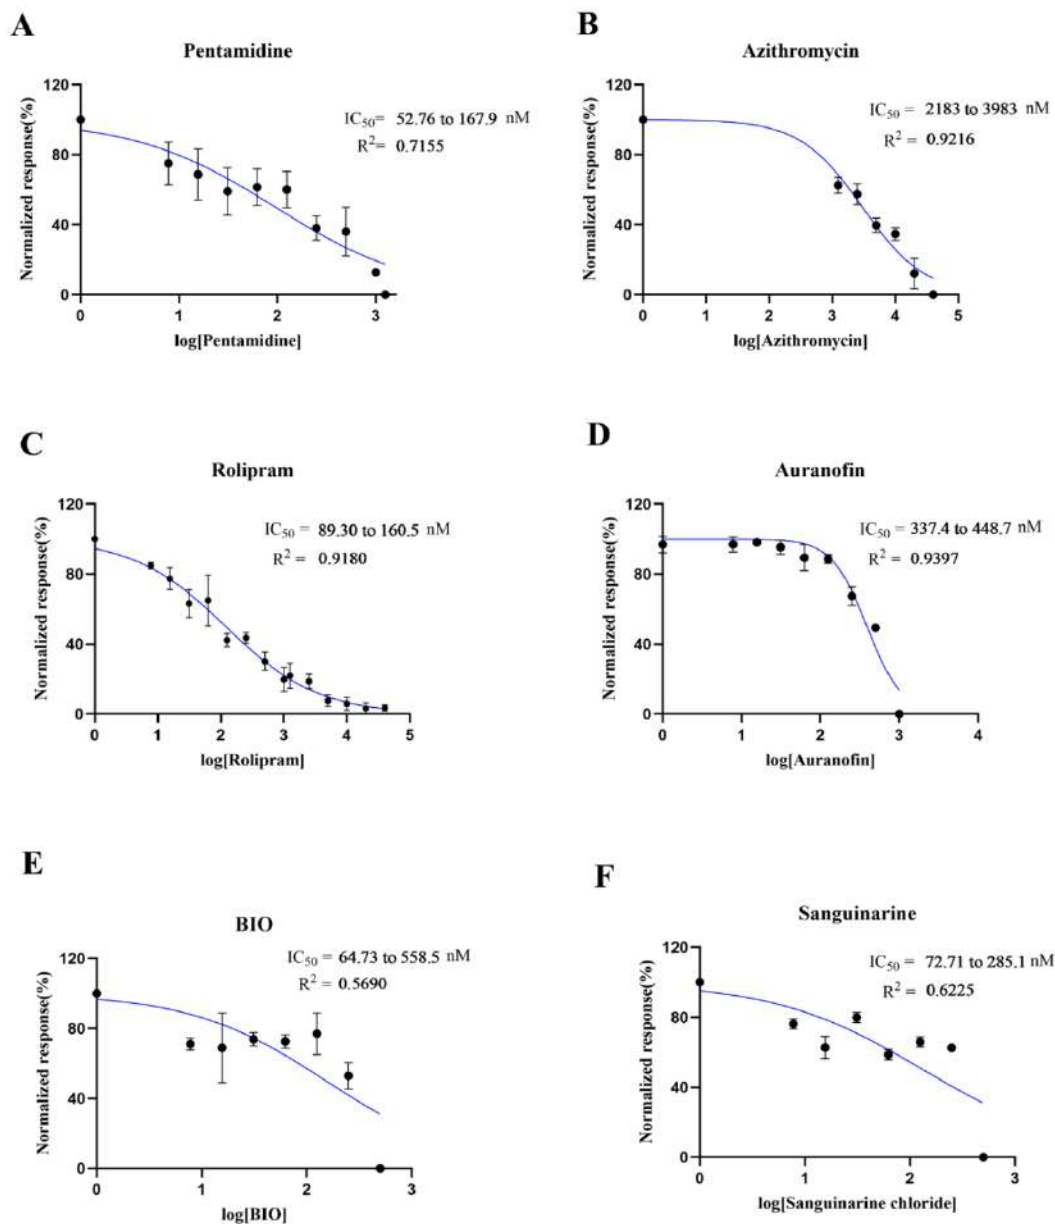 A
Pentamidine
Normalized response(%)
120
80
40
0
IC50= 52.76 to 167.9 nM
R2= 0.7155
0 1 2 3
log[Pentamidine]
B
Azithromycin
Normalized response(%)
120
80
40
0
IC50 = 2183 to 3983 nM
R2 = 0.9216
0 1 2 3 4 5
log[Azithromycin]
C
Rolipram
Normalized response(%)
120
80
40
0
IC50 = 89.30 to 160.5 nM
R2 = 0.9180
0 1 2 3 4 5
log[Rolipram]
D
Auranofin
Normalized response(%)
120
80
40
0
IC50 = 337.4 to 448.7 nM
R2 = 0.9397
0 1 2 3 4
log[Auranofin]
E
BIO
Normalized response(%)
120
80
40
0
IC50 = 64.73 to 558.5 nM
R2 = 0.5690
0 1 2 3
log[BIO]
F
Sanguinarine
Normalized response(%)
120
80
40
0
IC50 = 72.71 to 285.1 nM
R2 = 0.6225
0 1 2 3
log[Sanguinarine chloride]